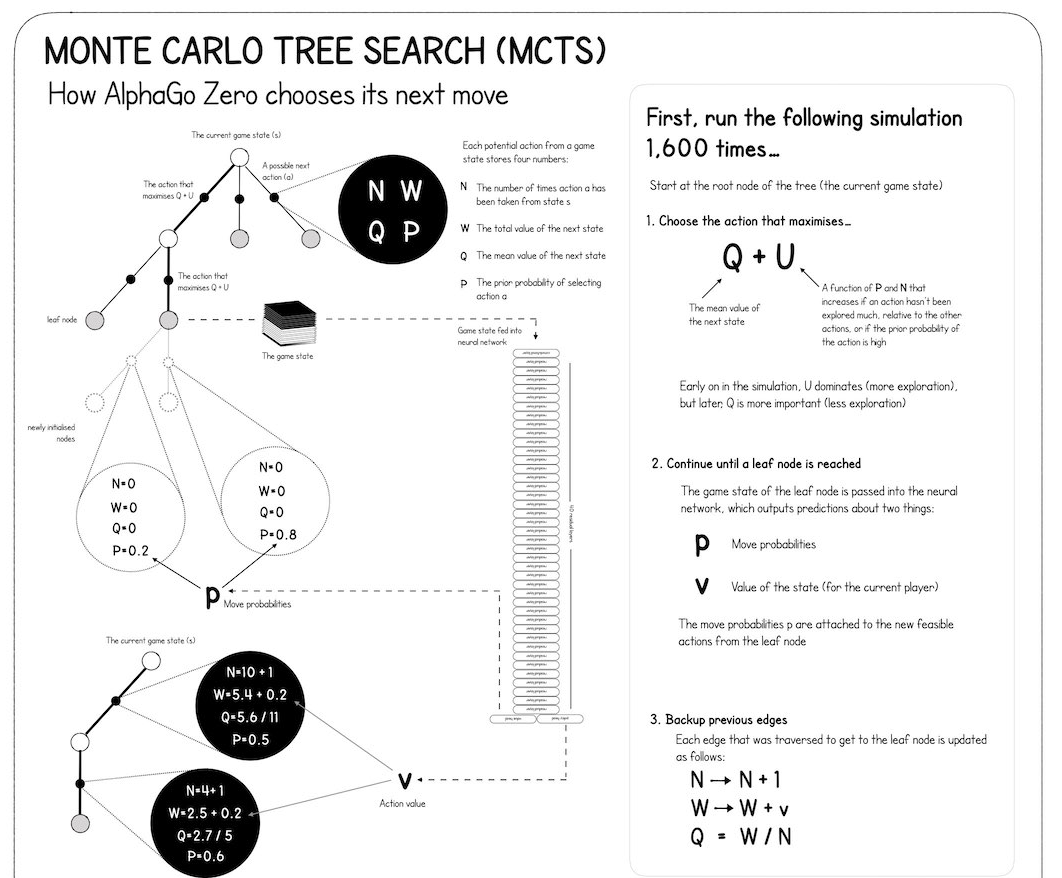 MONTE CARLO TREE SEARCH (MCTS)
How AlphaGo Zero chooses its next move
The current game state (s)
The action that
maximises Q + U
A possible next
action (a)
N W
Q P
Each potential action from a game
state stores four numbers:
N The number of times action a has
been taken from state s
W The total value of the next state
Q The mean value of the next state
P The prior probability of selecting
action a
The action that
maximises Q + U
leaf node
The game state
Game state fed into
neural network
40 residual layers
newly initialised
nodes
N=0
W=0
Q=0
P=0.2
N=0
W=0
Q=0
P=0.8
p Move probabilities
The current game state (s)
N=10 + 1
W=5.4 + 0.2
Q=5.6 / 11
P=0.5
N=4+1
W=2.5 + 0.2
Q=2.7 / 5
P=0.6
v
Action value
First, run the following simulation
1,600 times...
Start at the root node of the tree (the current game state)
1. Choose the action that maximises...
Q + U
The mean value of
the next state
A function of P and N that
increases if an action hasn't been
explored much, relative to the other
actions, or if the prior probability of
the action is high
Early on in the simulation, U dominates (more exploration),
but later, Q is more important (less exploration)
2. Continue until a leaf node is reached
The game state of the leaf node is passed into the neural
network, which outputs predictions about two things:
p Move probabilities
v Value of the state (for the current player)
The move probabilities p are attached to the new feasible
actions from the leaf node
3. Backup previous edges
Each edge that was traversed to get to the leaf node is updated
as follows:
N → N + 1
W → W + v
Q = W / N